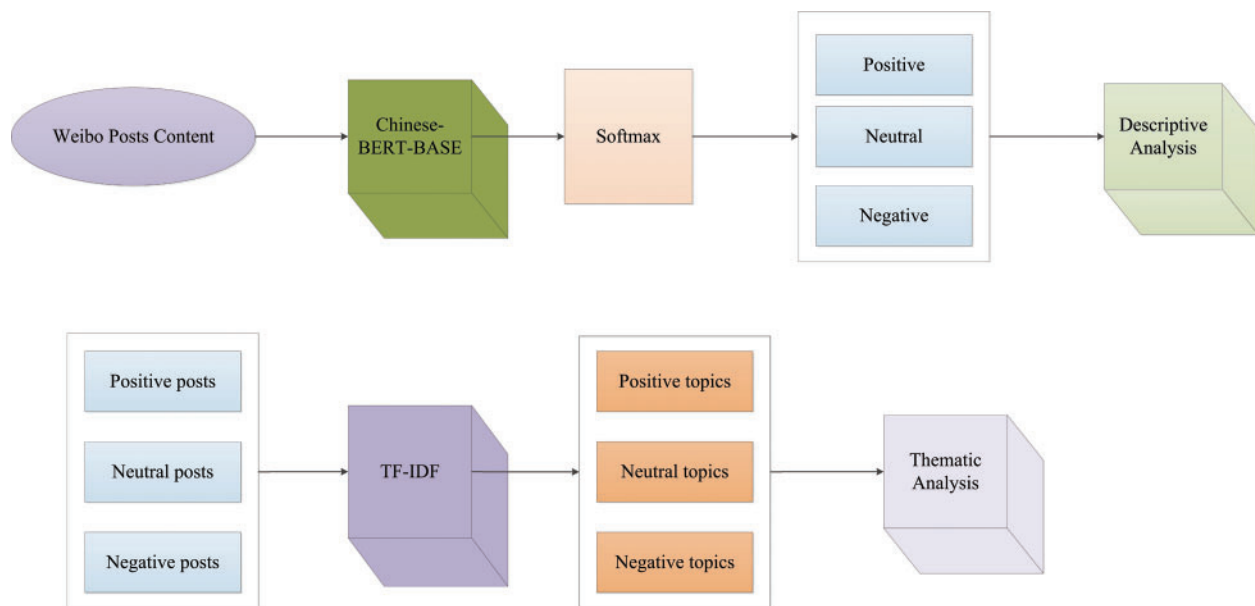 Weibo Posts Content
Chinese-
BERT-BASE
Softmax
Positive
Neutral
Negative
Descriptive
Analysis
Positive posts
Neutral posts
Negative posts
TF-IDF
Positive topics
Neutral topics
Negative topics
Thematic
Analysis